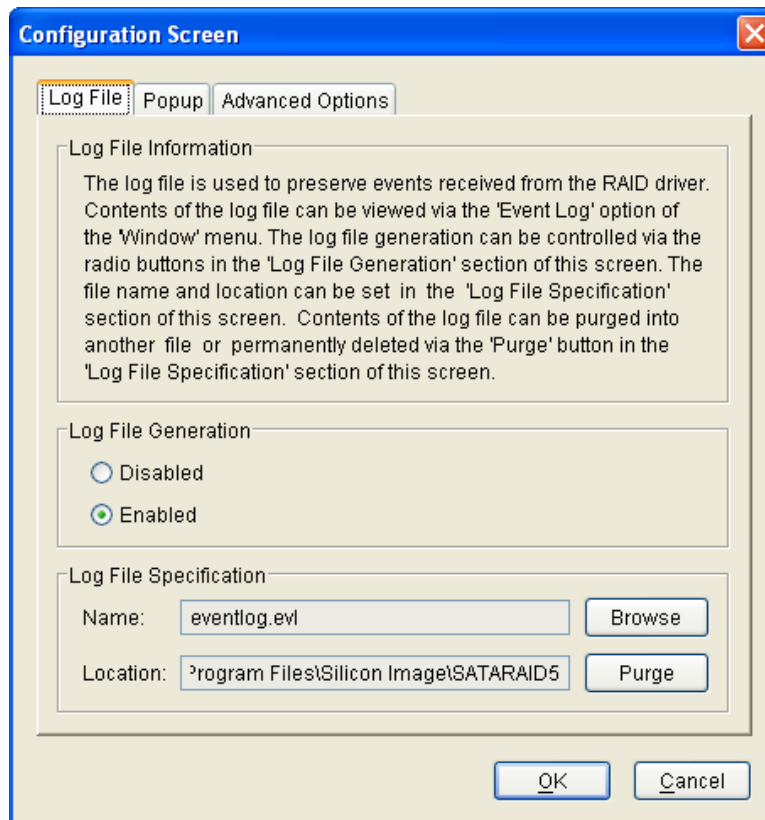 Configuration Screen
Log File Popup Advanced Options
Log File Information
The log file is used to preserve events received from the RAID driver.
Contents of the log file can be viewed via the 'Event Log' option of
the 'Window' menu. The log file generation can be controlled via the
radio buttons in the 'Log File Generation' section of this screen. The
file name and location can be set in the 'Log File Specification'
section of this screen. Contents of the log file can be purged into
another file or permanently deleted via the 'Purge' button in the
'Log File Specification' section of this screen.
Log File Generation
Disabled
Enabled
Log File Specification
Name: eventlog.evl Browse
Location: Program Files\Silicon Image\SATARAID5 Purge
OK Cancel